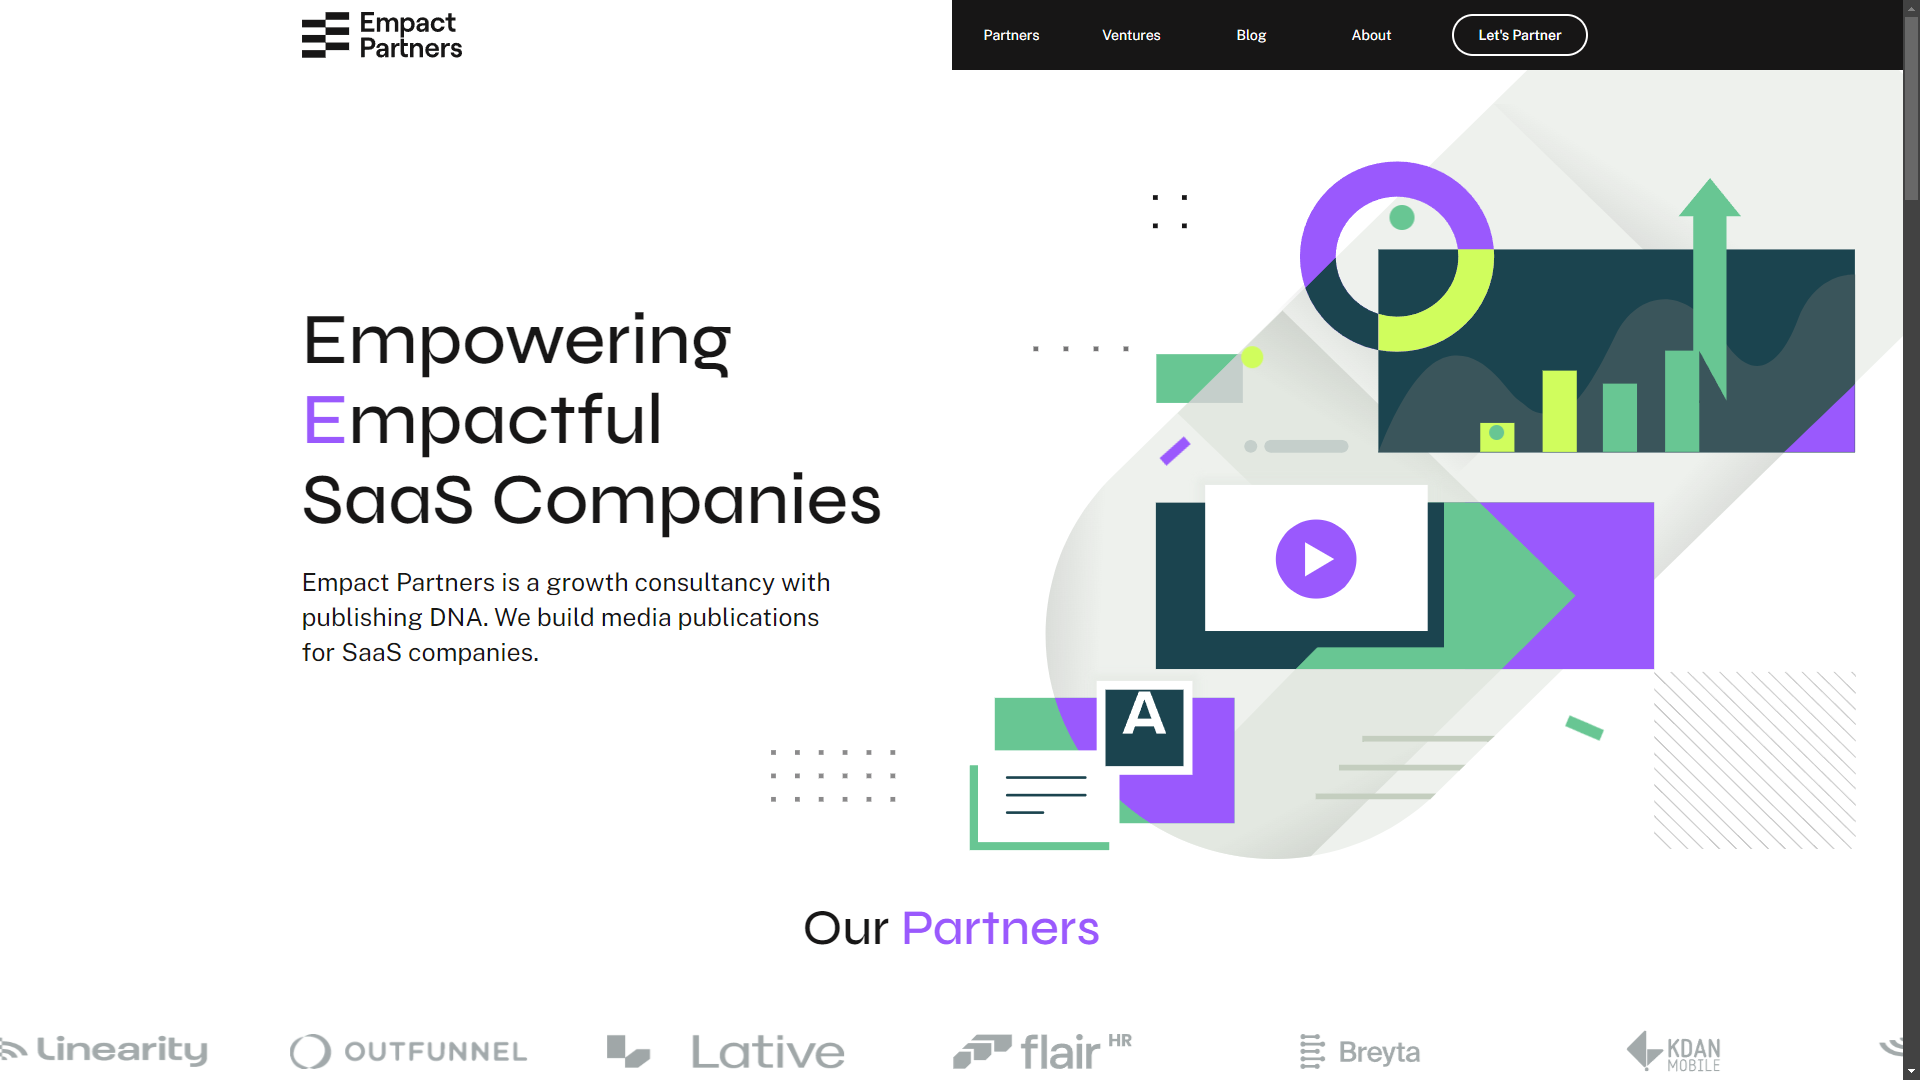 Empact
Partners
Partners
Ventures
Blog
About
Let's Partner
Empowering
Empactful
SaaS Companies
Empact Partners is a growth consultancy with
publishing DNA. We build media publications
for SaaS companies.
A
Our Partners
Linearity
OUTFUNNEL
Lative
flair HR
Breyta
KDAN
MOBILE